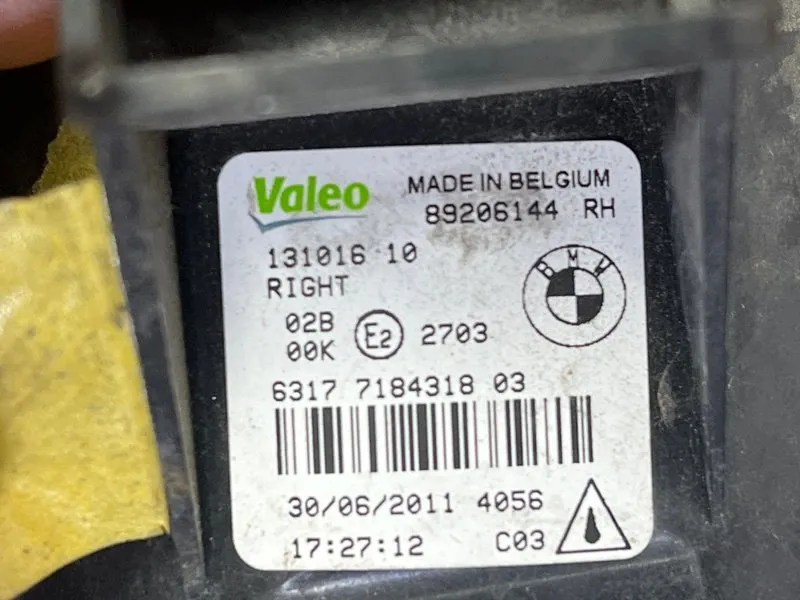 Valeo MADE IN BELGIUM
89206144 RH
131016 10
RIGHT
BMW
02B
00K E2 2703
6317 7184318 03
30/06/2011 4056
17:27:12 C03